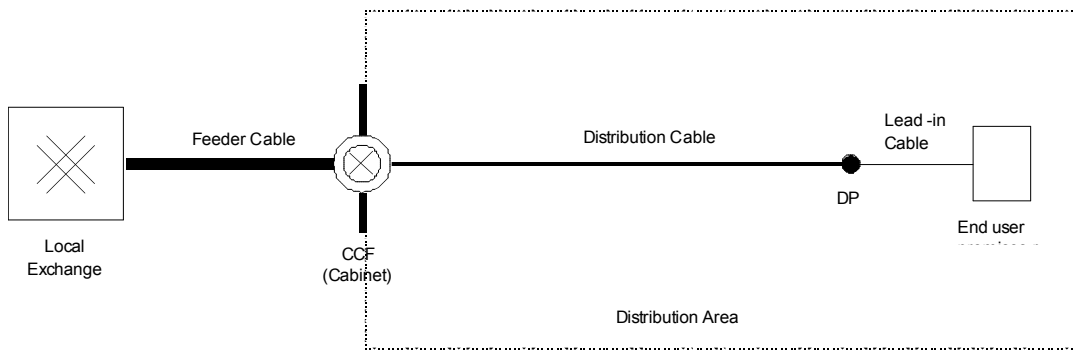 Feeder Cable
Distribution Cable
Lead -in
Cable
DP
Local
Exchange
CCF
(Cabinet)
End user
Distribution Area